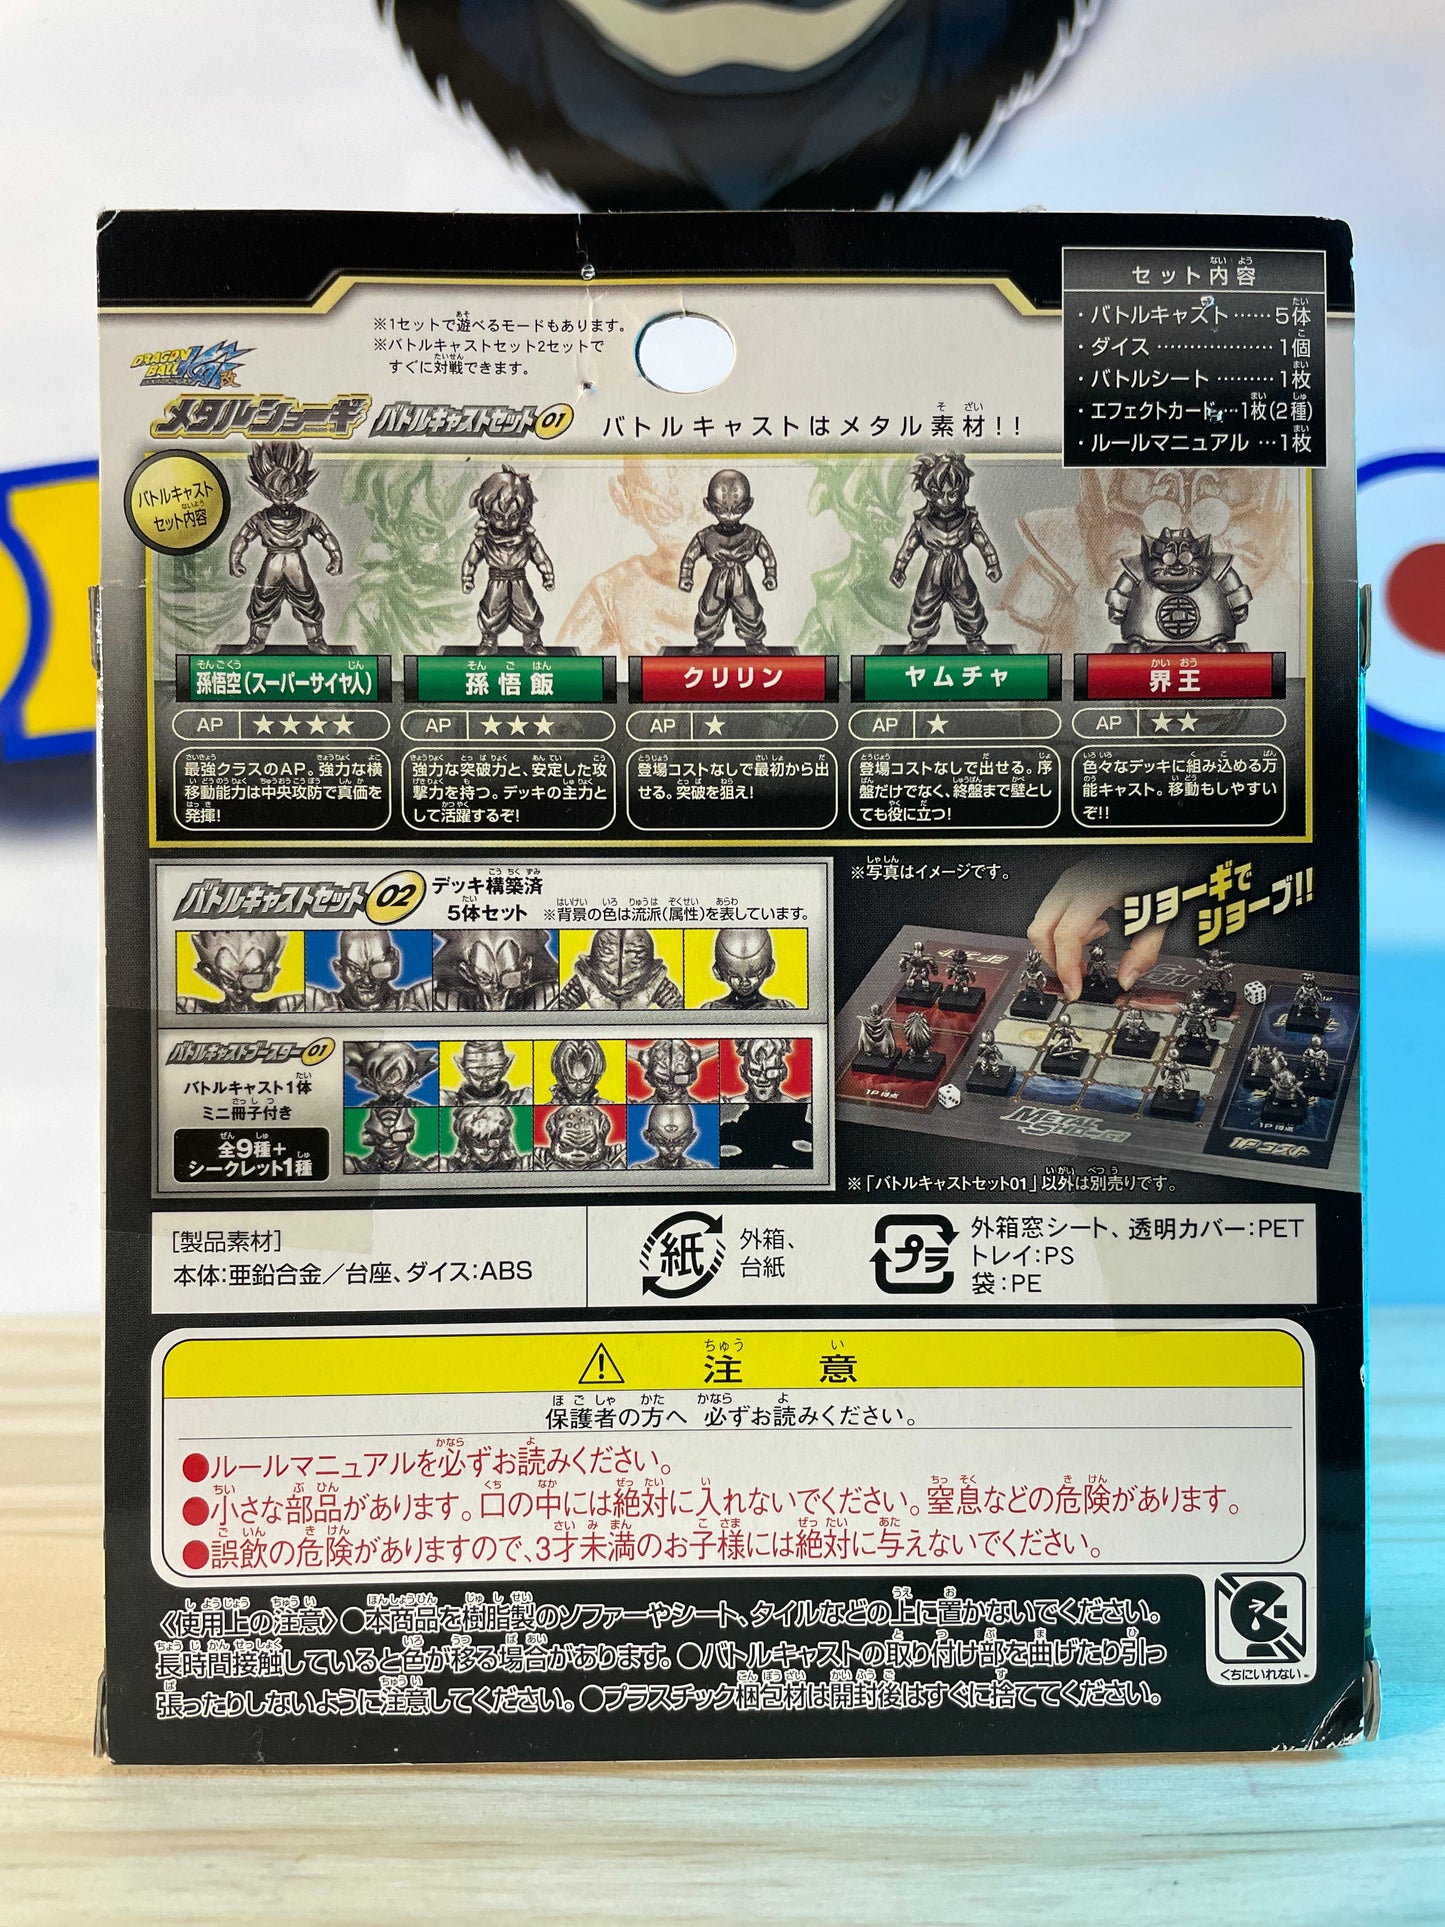 セット内容
・バトルキャスト……5体
・ダイス………………1個
・バトルシート………1枚
・エフェクトカード…1枚(2種)
・ルールマニュアル…1枚
※1セットで遊べるモードもあります。
※バトルキャストセット2セットで
すぐに対戦できます。
DRAGON BALL KAI 改
メタルショーギ バトルキャストセット01
バトルキャストはメタル素材!!
バトルキャスト
セット内容
孫悟空(スーパーサイヤ人)
AP ★★★★
最強クラスのAP。強力な横
移動能力は中央攻防で真価を
発揮!
孫悟飯
AP ★★★
強力な突破力と、安定した攻
撃力を持つ。デッキの主力と
して活躍するぞ!
クリリン
AP ★
登場コストなしで最初から出
せる。突破を狙え!
ヤムチャ
AP ★
登場コストなしで出せる。序
盤だけでなく、終盤まで壁とし
ても役に立つ!
界王
AP ★★
色々なデッキに組み込める万
能キャスト。移動もしやすい
ぞ!!
バトルキャストセット02
デッキ構築済
5体セット
※背景の色は流派(属性)を表しています。
バトルキャストブースター01
バトルキャスト1体
ミニ冊子付き
全9種+
シークレット1種
※写真はイメージです。
ショーギで
ショーブ!!
METAL SHO-GI
1P 得点
1P 得点
1P コスト
※「バトルキャストセット01」以外は別売りです。
[製品素材]
本体:亜鉛合金/台座、ダイス:ABS
紙
外箱、
台紙
プラ
外箱窓シート、透明カバー:PET
トレイ:PS
袋:PE
注意
保護者の方へ 必ずお読みください。
●ルールマニュアルを必ずお読みください。
●小さな部品があります。口の中には絶対に入れないでください。窒息などの危険があります。
●誤飲の危険がありますので、3才未満のお子様には絶対に与えないでください。
〈使用上の注意〉●本商品を樹脂製のソファーやシート、タイルなどの上に置かないでください。
長時間接触していると色が移る場合があります。●バトルキャストの取り付け部を曲げたり引っ
張ったりしないように注意してください。●プラスチック梱包材は開封後はすぐに捨ててください。
くちにいれない